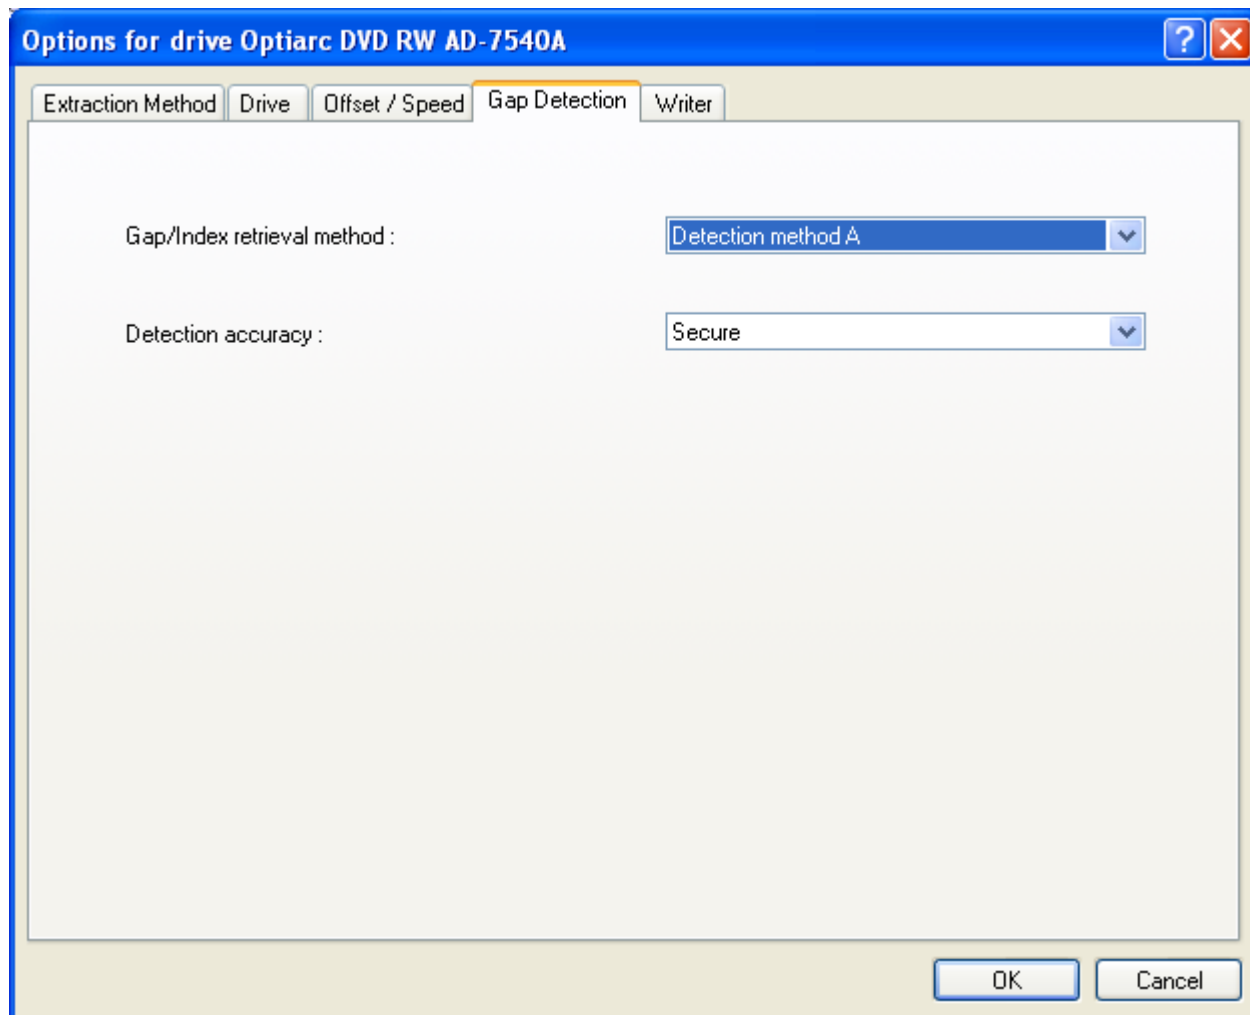 Options for drive Optiarc DVD RW AD-7540A
Extraction Method Drive Offset / Speed Gap Detection Writer
Gap/Index retrieval method : Detection method A
Detection accuracy : Secure
OK Cancel